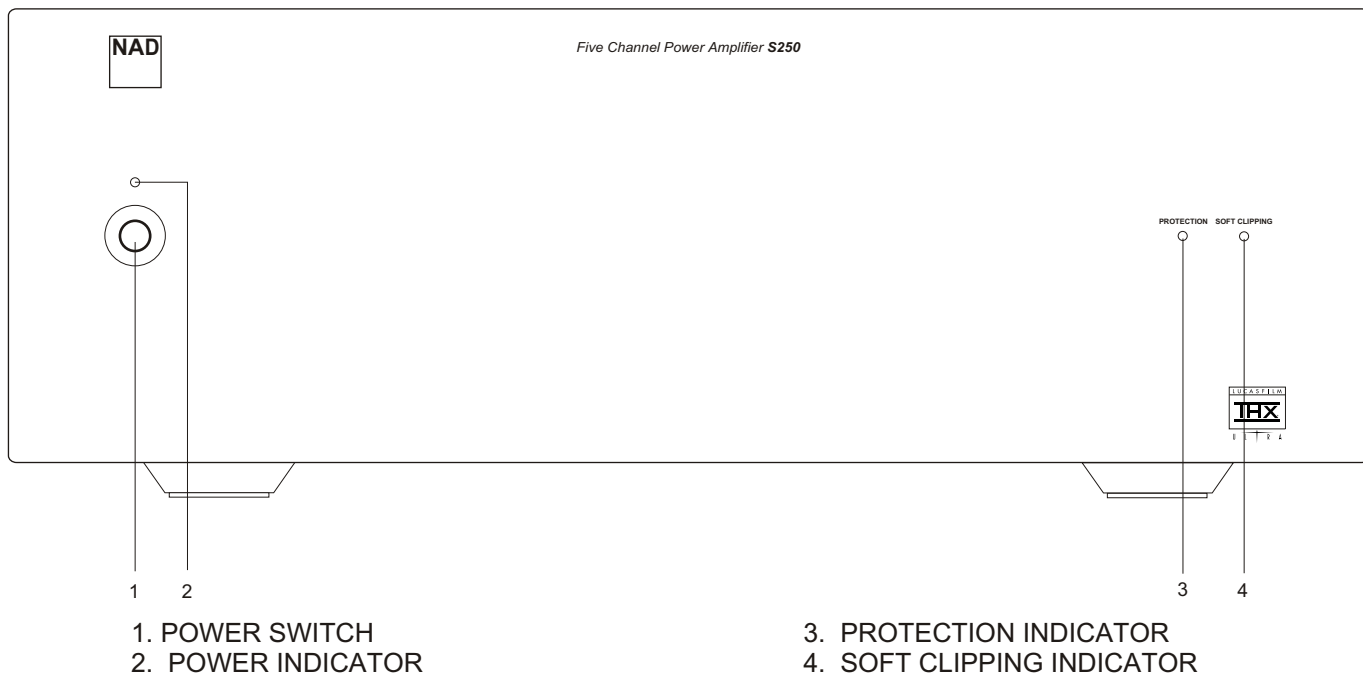 NAD
Five Channel Power Amplifier S250
PROTECTION SOFT CLIPPING
LUCASFILM
THX
ULTRA
1 2 3 4
1. POWER SWITCH
2. POWER INDICATOR
3. PROTECTION INDICATOR
4. SOFT CLIPPING INDICATOR